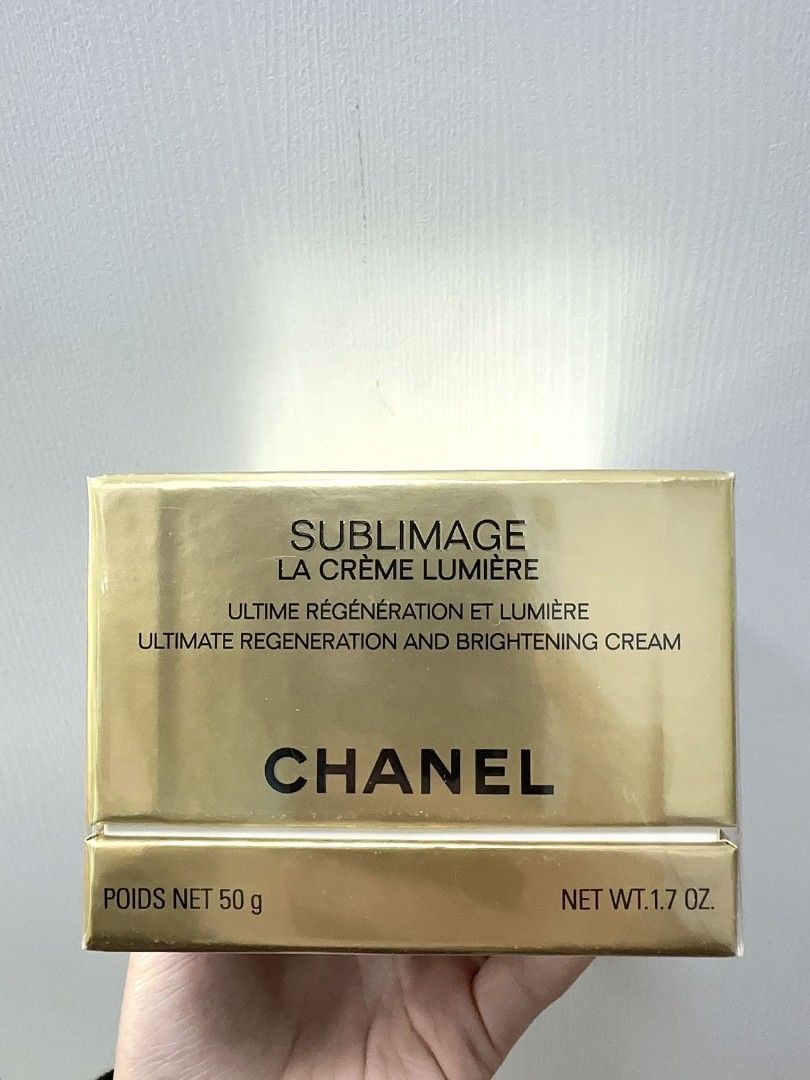 SUBLIMAGE
LA CRÈME LUMIÈRE
ULTIME RÉGÉNÉRATION ET LUMIÈRE
ULTIMATE REGENERATION AND BRIGHTENING CREAM
CHANEL
POIDS NET 50 g NET WT.1.7 OZ.